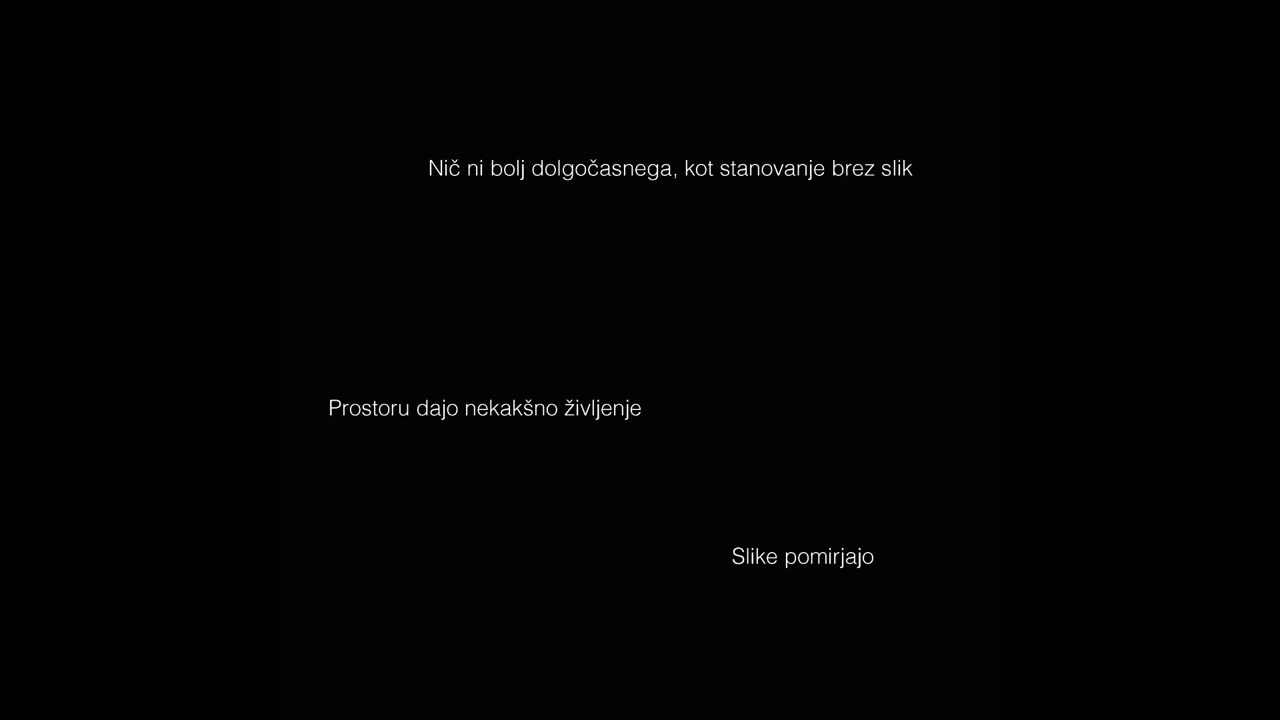 Nič ni bolj dolgočasnega, kot stanovanje brez slik
Prostoru dajo nekakšno življenje
Slike pomirjajo